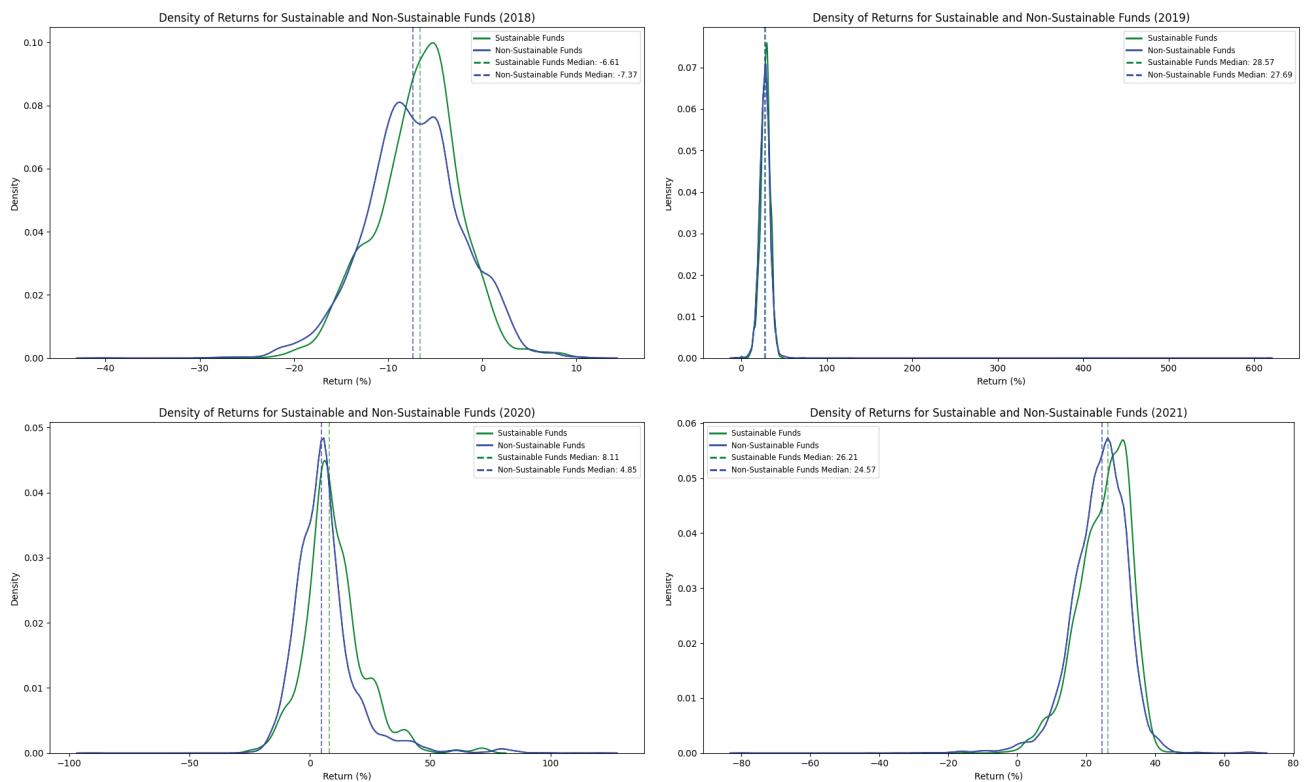 Density of Returns for Sustainable and Non-Sustainable Funds (2018)
Sustainable Funds
Non-Sustainable Funds
Sustainable Funds Median: -6.61
Non-Sustainable Funds Median: -7.37
0.10
0.08
0.06
0.04
0.02
0.00
Density
−40
−30
−20
−10
0
10
Return (%)
Density of Returns for Sustainable and Non-Sustainable Funds (2019)
Sustainable Funds
Non-Sustainable Funds
Sustainable Funds Median: 28.57
Non-Sustainable Funds Median: 27.69
0.07
0.06
0.05
0.04
0.03
0.02
0.01
0.00
Density
0
100
200
300
400
500
600
Return (%)
Density of Returns for Sustainable and Non-Sustainable Funds (2020)
Sustainable Funds
Non-Sustainable Funds
Sustainable Funds Median: 8.11
Non-Sustainable Funds Median: 4.85
0.05
0.04
0.03
0.02
0.01
0.00
Density
−100
−50
0
50
100
Return (%)
Density of Returns for Sustainable and Non-Sustainable Funds (2021)
Sustainable Funds
Non-Sustainable Funds
Sustainable Funds Median: 26.21
Non-Sustainable Funds Median: 24.57
0.06
0.05
0.04
0.03
0.02
0.01
0.00
Density
−80
−60
−40
−20
0
20
40
60
80
Return (%)